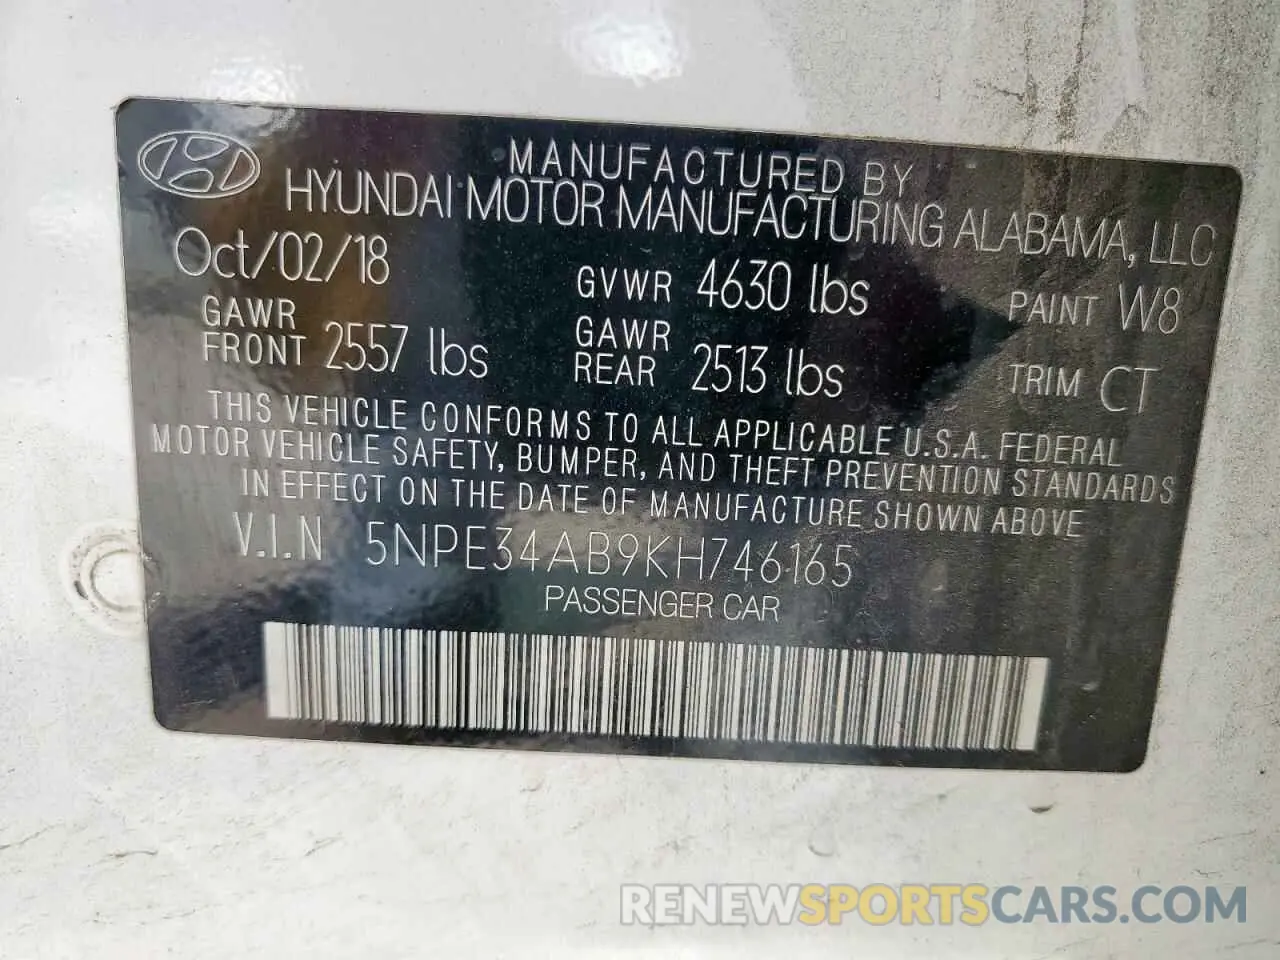 MANUFACTURED BY
HYUNDAI MOTOR MANUFACTURING ALABAMA, LLC
Oct/02/18 GVWR 4630 lbs PAINT W8
GAWR FRONT 2557 lbs GAWR REAR 2513 lbs TRIM CT
THIS VEHICLE CONFORMS TO ALL APPLICABLE U.S.A. FEDERAL
MOTOR VEHICLE SAFETY, BUMPER, AND THEFT PREVENTION STANDARDS
IN EFFECT ON THE DATE OF MANUFACTURE SHOWN ABOVE
V.I.N 5NPE34AB9KH746165
PASSENGER CAR
RENEWSPORTSCARS.COM